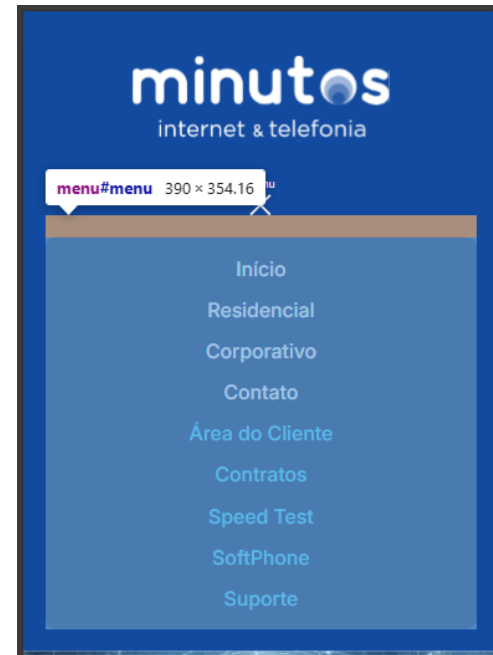 minutos
internet & telefonia
menu#menu 390 × 354.16
nu
Início
Residencial
Corporativo
Contato
Área do Cliente
Contratos
Speed Test
SoftPhone
Suporte